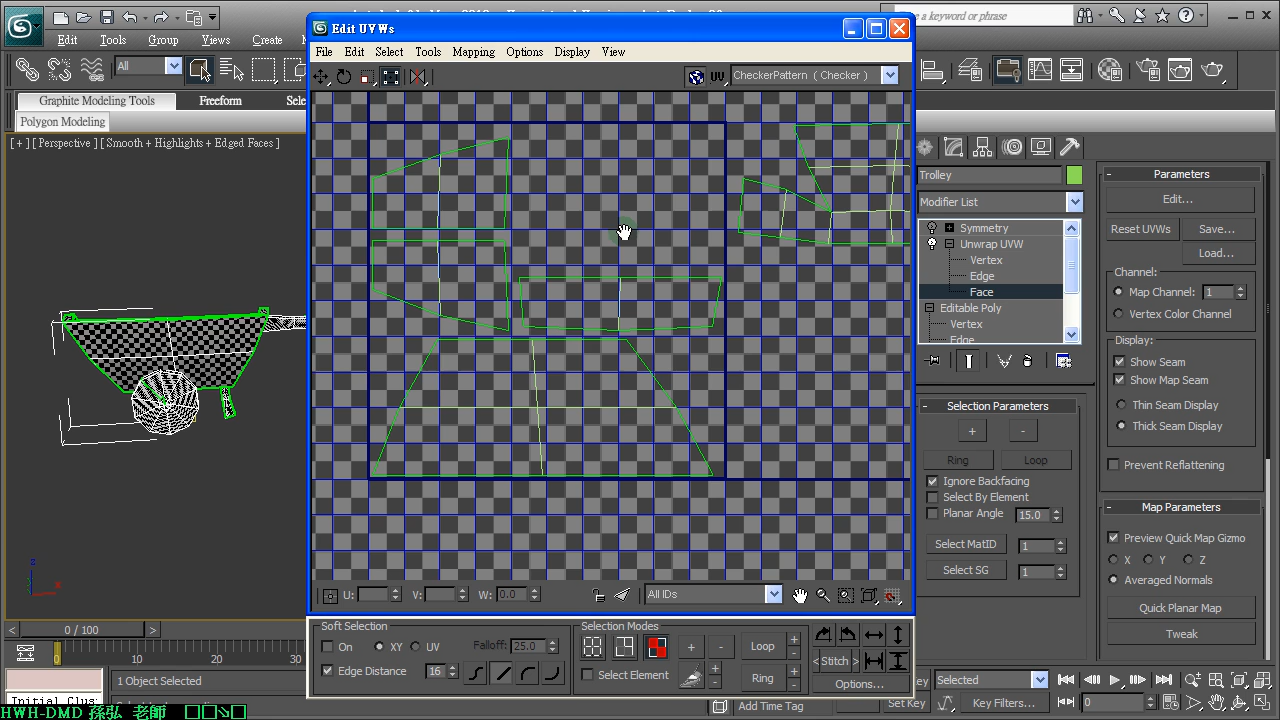 Edit UVWs
a keyword or phrase
Edit Tools Group Views Create
File Edit Select Tools Mapping Options Display View
All
UV CheckerPattern ( Checker )
Graphite Modeling Tools Freeform
Polygon Modeling
[ + ] [ Perspective ] [ Smooth + Highlights + Edged Faces ]
Trolley
Modifier List
Symmetry
Unwrap UVW
Vertex
Edge
Face
Editable Poly
Vertex
Edge
Parameters
Edit...
Reset UVWs Save...
Load...
Channel:
Map Channel: 1
Vertex Color Channel
Display:
Show Seam
Show Map Seam
Thin Seam Display
Thick Seam Display
Prevent Reflattening
Selection Parameters
+ -
Ring Loop
Ignore Backfacing
Select By Element
Planar Angle 15.0
Select MatID 1
Select SG 1
Map Parameters
Preview Quick Map Gizmo
X Y Z
Averaged Normals
Quick Planar Map
Tweak
U: V: W: 0.0 All IDs
Soft Selection
On XY UV Falloff: 25.0
Edge Distance 16
Selection Modes
+ - Loop + -
Select Element + - Ring + -
< Stitch >
Options...
< 0 / 100 >
0 10 20 30
1 Object Selected
Add Time Tag
Selected
Set Key Key Filters... 0
HWH-DMD 孫弘 老師